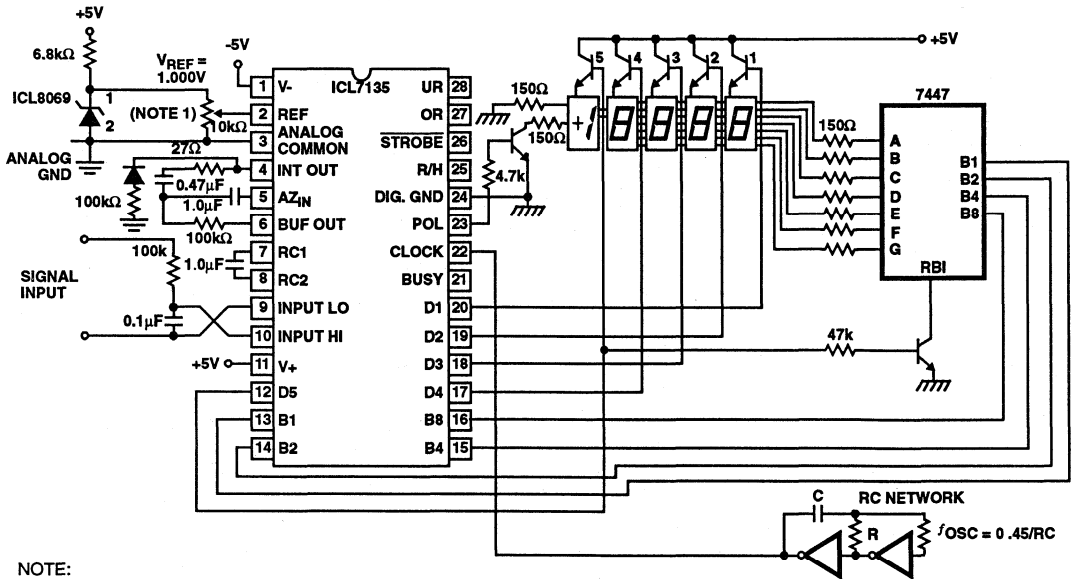 +5V
6.8kΩ
ICL8069
1
2
ANALOG
GND
VREF =
1.000V
(NOTE 1)
10kΩ
27Ω
0.47μF
100kΩ
1.0μF
100kΩ
100k
1.0μF
SIGNAL
INPUT
0.1μF
-5V
+5V
ICL7135
1 V-
2 REF
3 ANALOG
COMMON
4 INT OUT
5 AZIN
6 BUF OUT
7 RC1
8 RC2
9 INPUT LO
10 INPUT HI
11 V+
12 D5
13 B1
14 B2
UR 28
OR 27
STROBE 26
R/H 25
DIG. GND 24
POL 23
CLOCK 22
BUSY 21
D1 20
D2 19
D3 18
D4 17
B8 16
B4 15
150Ω
150Ω
4.7k
5 4 3 2 1
+5V
+1 8 8 8 8
150Ω
7447
A
B
C
D
E
F
G
B1
B2
B4
B8
RBI
47k
C
RC NETWORK
R
fOSC = 0 .45/RC
NOTE: